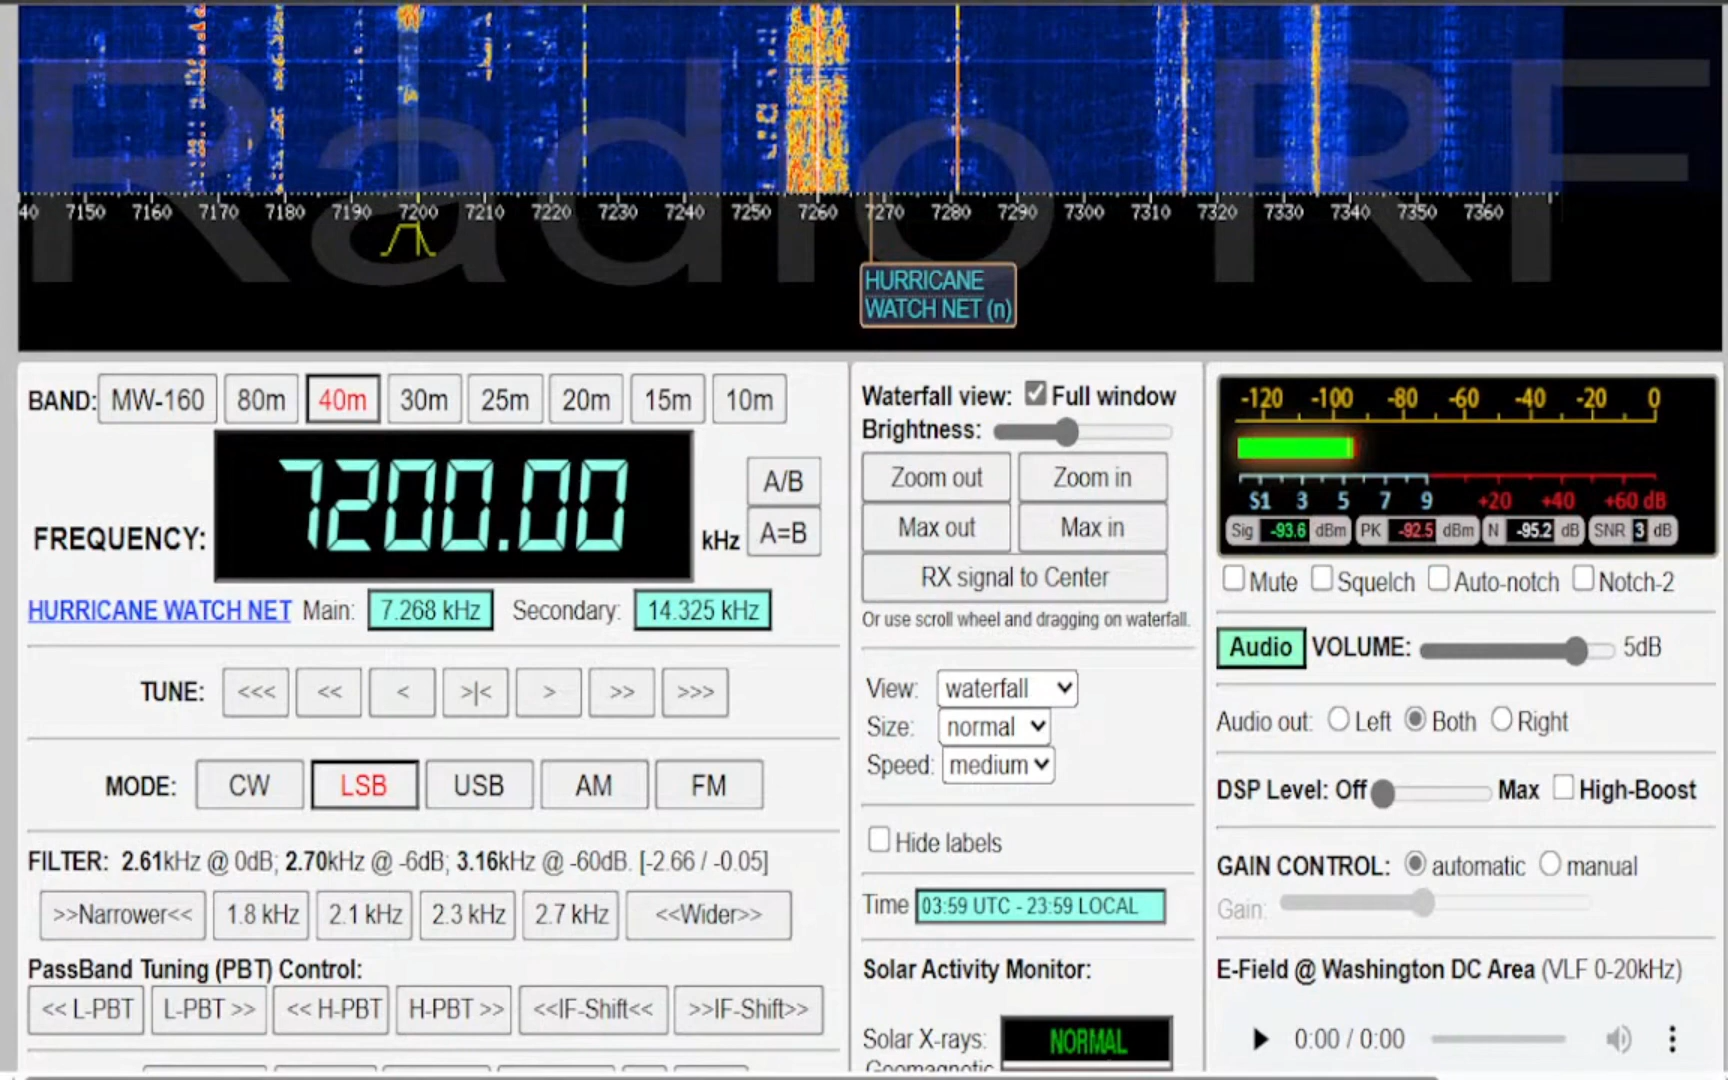 Radio RF
40 7150 7160 7170 7180 7190 7200 7210 7220 7230 7240 7250 7260 7270 7280 7290 7300 7310 7320 7330 7340 7350 7360
HURRICANE
WATCH NET (n)
BAND: MW-160 80m 40m 30m 25m 20m 15m 10m
FREQUENCY: 7200.00 kHz A/B
A=B
HURRICANE WATCH NET Main: 7.268 kHz Secondary: 14.325 kHz
TUNE: <<< << < >|< > >> >>>
MODE: CW LSB USB AM FM
FILTER: 2.61kHz @ 0dB; 2.70kHz @ -6dB; 3.16kHz @ -60dB. [-2.66 / -0.05]
>>Narrower<< 1.8 kHz 2.1 kHz 2.3 kHz 2.7 kHz <<Wider>>
PassBand Tuning (PBT) Control:
<< L-PBT L-PBT >> << H-PBT H-PBT >> <<IF-Shift<< >>IF-Shift>>
Waterfall view: Full window
Brightness:
Zoom out Zoom in
Max out Max in
RX signal to Center
Or use scroll wheel and dragging on waterfall.
View: waterfall
Size: normal
Speed: medium
Hide labels
Time 03:59 UTC - 23:59 LOCAL
Solar Activity Monitor:
Solar X-rays: NORMAL
Geomagnetic
-120 -100 -80 -60 -40 -20 0
S1 3 5 7 9 +20 +40 +60 dB
Sig -93.6 dBm PK -92.5 dBm N -95.2 dB SNR 3 dB
Mute Squelch Auto-notch Notch-2
Audio VOLUME: 5dB
Audio out: Left Both Right
DSP Level: Off Max High-Boost
GAIN CONTROL: automatic manual
Gain:
E-Field @ Washington DC Area (VLF 0-20kHz)
0:00 / 0:00